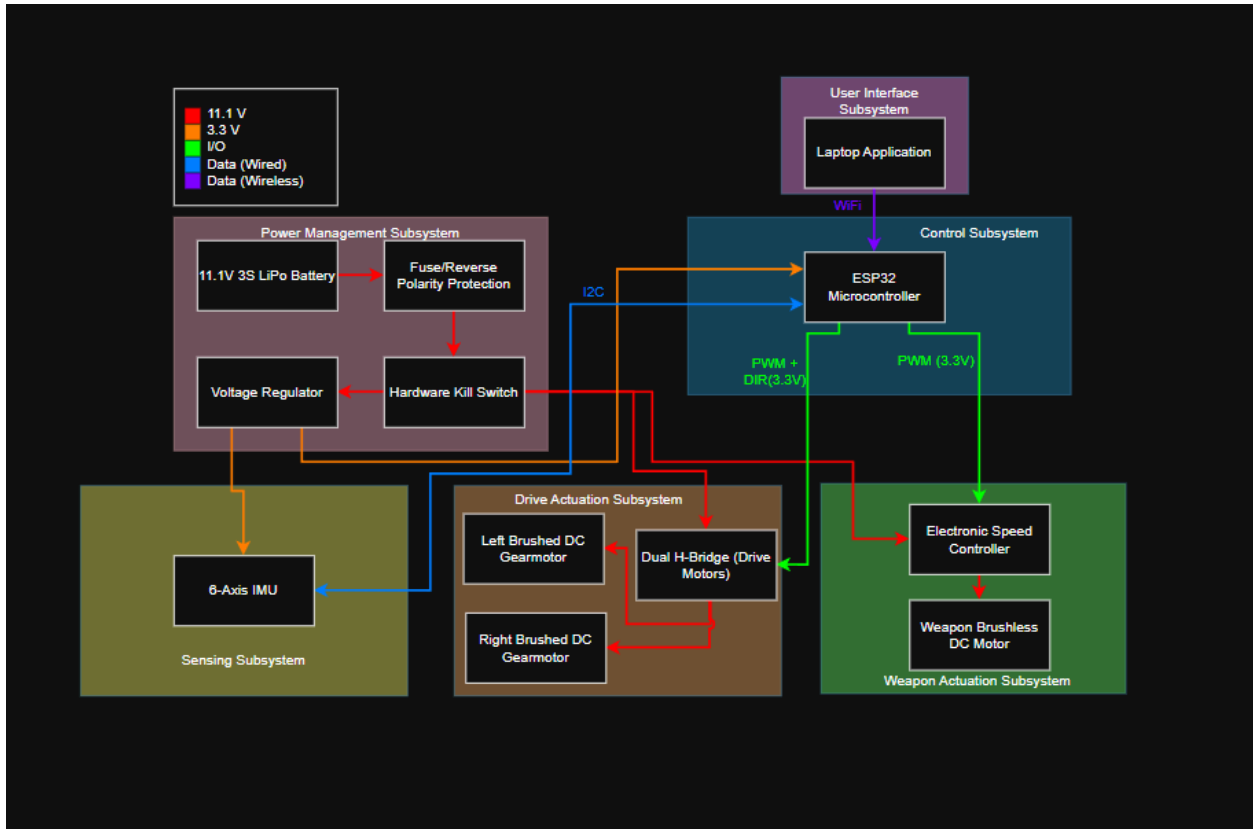 11.1 V
3.3 V
I/O
Data (Wired)
Data (Wireless)
User Interface
Subsystem
Laptop Application
WiFi
Power Management Subsystem
11.1V 3S LiPo Battery
Fuse/Reverse
Polarity Protection
Voltage Regulator
Hardware Kill Switch
Control Subsystem
ESP32
Microcontroller
I2C
PWM +
DIR(3.3V)
PWM (3.3V)
6-Axis IMU
Sensing Subsystem
Drive Actuation Subsystem
Left Brushed DC
Gearmotor
Dual H-Bridge (Drive
Motors)
Right Brushed DC
Gearmotor
Electronic Speed
Controller
Weapon Brushless
DC Motor
Weapon Actuation Subsystem